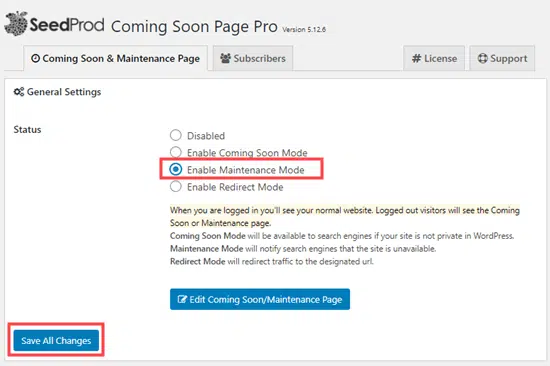 SeedProd Coming Soon Page Pro Version 5.12.6
Coming Soon & Maintenance Page Subscribers # License Support
General Settings
Status
Disabled
Enable Coming Soon Mode
Enable Maintenance Mode
Enable Redirect Mode
When you are logged in you'll see your normal website. Logged out visitors will see the Coming
Soon or Maintenance page.
Coming Soon Mode will be available to search engines if your site is not private in WordPress.
Maintenance Mode will notify search engines that the site is unavailable.
Redirect Mode will redirect traffic to the designated url.
Edit Coming Soon/Maintenance Page
Save All Changes